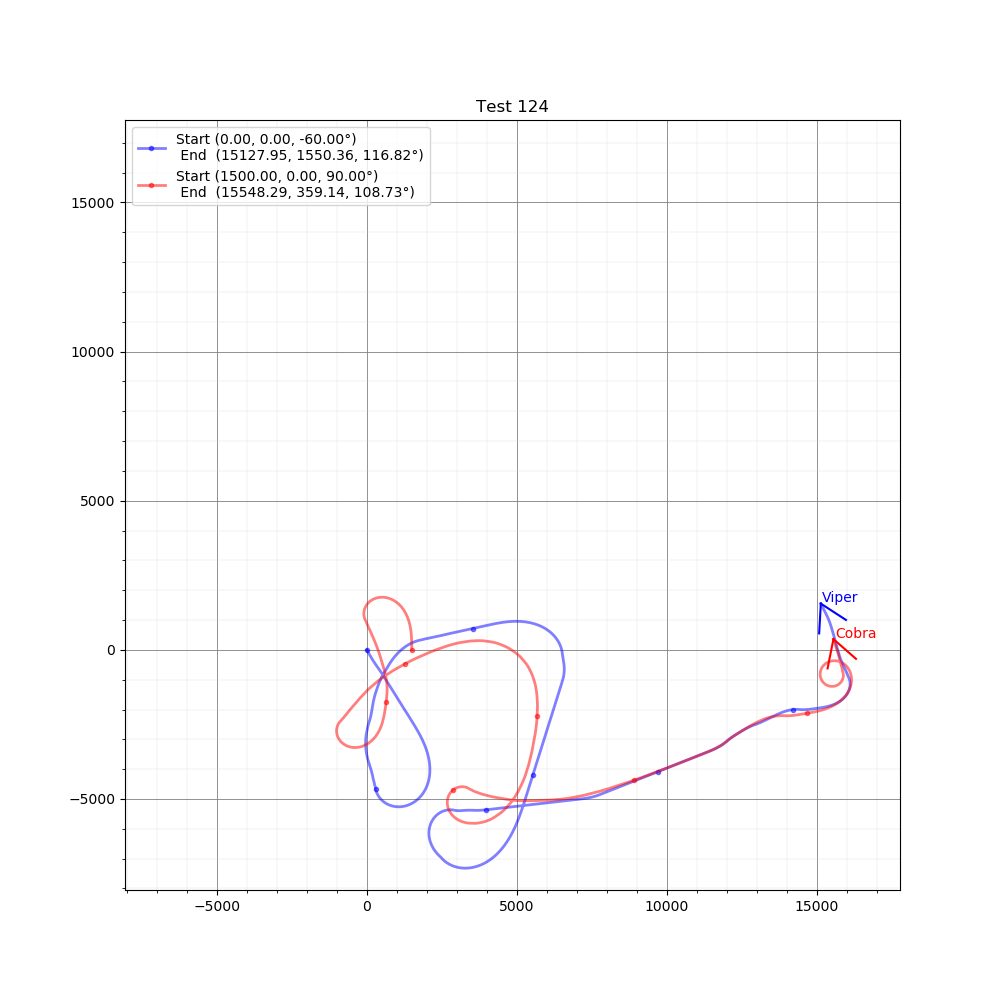 Test 124
Start (0.00, 0.00, -60.00°)
End  (15127.95, 1550.36, 116.82°)
Start (1500.00, 0.00, 90.00°)
End  (15548.29, 359.14, 108.73°)
15000
10000
5000
0
−5000
Viper
Cobra
−5000
0
5000
10000
15000